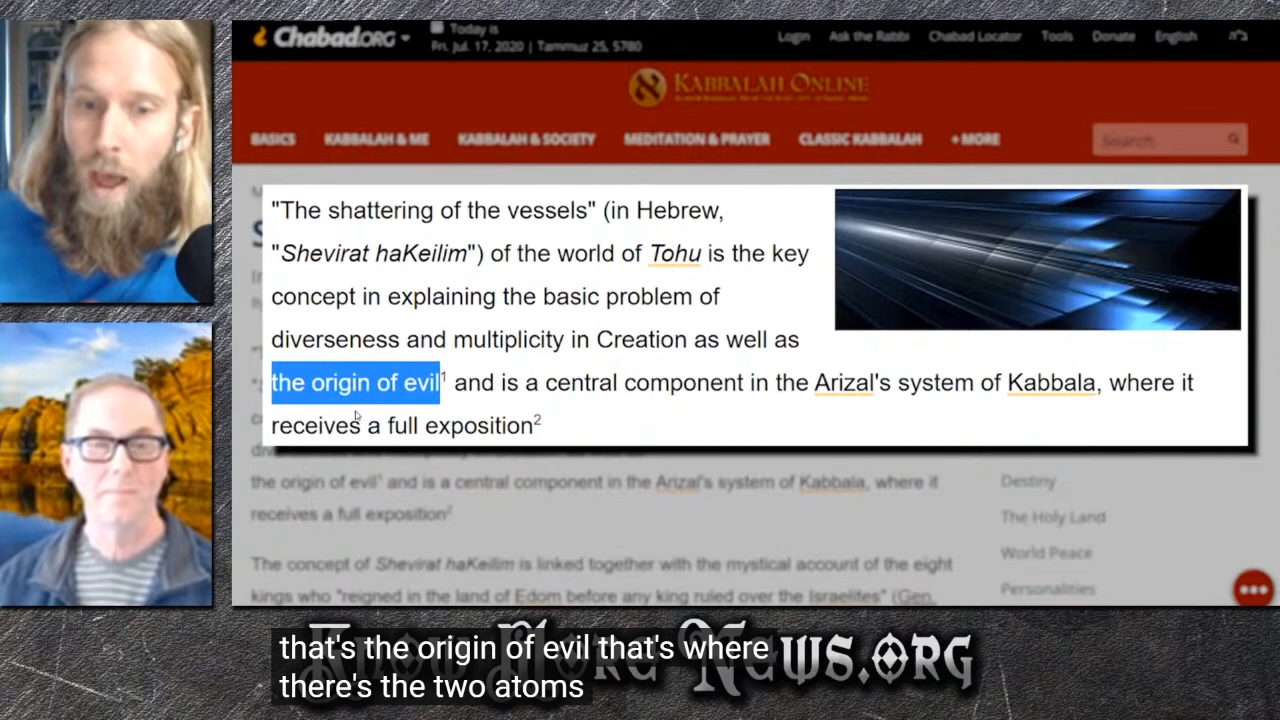 Chabad.ORG
Today is
Fri. Jul. 17, 2020 | Tammuz 25, 5780
Login Ask the Rabbi Chabad Locator Tools Donate English ב"ה
KABBALAH ONLINE
BASICS KABBALAH & ME KABBALAH & SOCIETY MEDITATION & PRAYER CLASSIC KABBALAH + MORE
Search
"The shattering of the vessels" (in Hebrew,
"Shevirat haKeilim") of the world of Tohu is the key
concept in explaining the basic problem of
diverseness and multiplicity in Creation as well as
the origin of evil¹ and is a central component in the Arizal's system of Kabbala, where it
receives a full exposition²
the origin of evil¹ and is a central component in the Arizal's system of Kabbala, where it
receives a full exposition²
The concept of Shevirat haKeilim is linked together with the mystical account of the eight
kings who "reigned in the land of Edom before any king ruled over the Israelites" (Gen.
Destiny
The Holy Land
World Peace
Personalities
Know More News.org
that's the origin of evil that's where
there's the two atoms